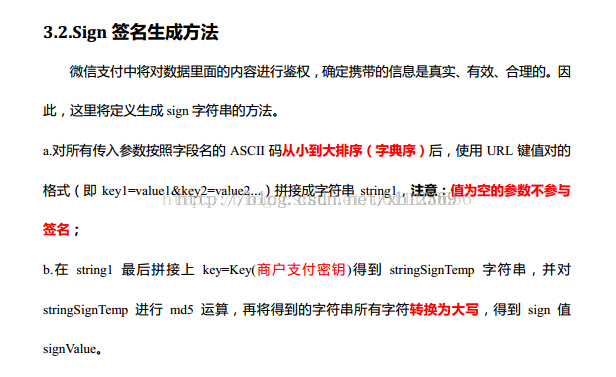 3.2.Sign 签名生成方法
微信支付中将对数据里面的内容进行鉴权，确定携带的信息是真实、有效、合理的。因
此，这里将定义生成 sign 字符串的方法。
a.对所有传入参数按照字段名的 ASCII 码从小到大排序（字典序）后，使用 URL 键值对的
格式（即 key1=value1&key2=value2...）拼接成字符串 string1，注意：值为空的参数不参与
签名；
b.在 string1 最后拼接上 key=Key(商户支付密钥)得到 stringSignTemp 字符串，并对
stringSignTemp 进行 md5 运算，再将得到的字符串所有字符转换为大写，得到 sign 值
signValue。